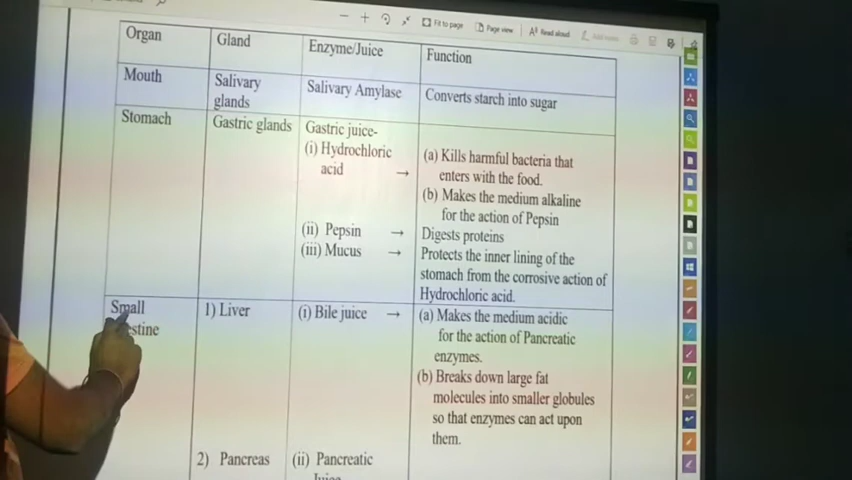 Fit to page
Page view
Read aloud
Add notes
Organ
Gland
Enzyme/Juice
Function
Mouth
Salivary
glands
Salivary Amylase
Converts starch into sugar
Stomach
Gastric glands
Gastric juice-
(i) Hydrochloric
acid →
(a) Kills harmful bacteria that
enters with the food.
(b) Makes the medium alkaline
for the action of Pepsin
(ii) Pepsin →
Digests proteins
(iii) Mucus →
Protects the inner lining of the
stomach from the corrosive action of
Hydrochloric acid.
Small
estine
1) Liver
(i) Bile juice →
(a) Makes the medium acidic
for the action of Pancreatic
enzymes.
(b) Breaks down large fat
molecules into smaller globules
so that enzymes can act upon
them.
2) Pancreas
(ii) Pancreatic